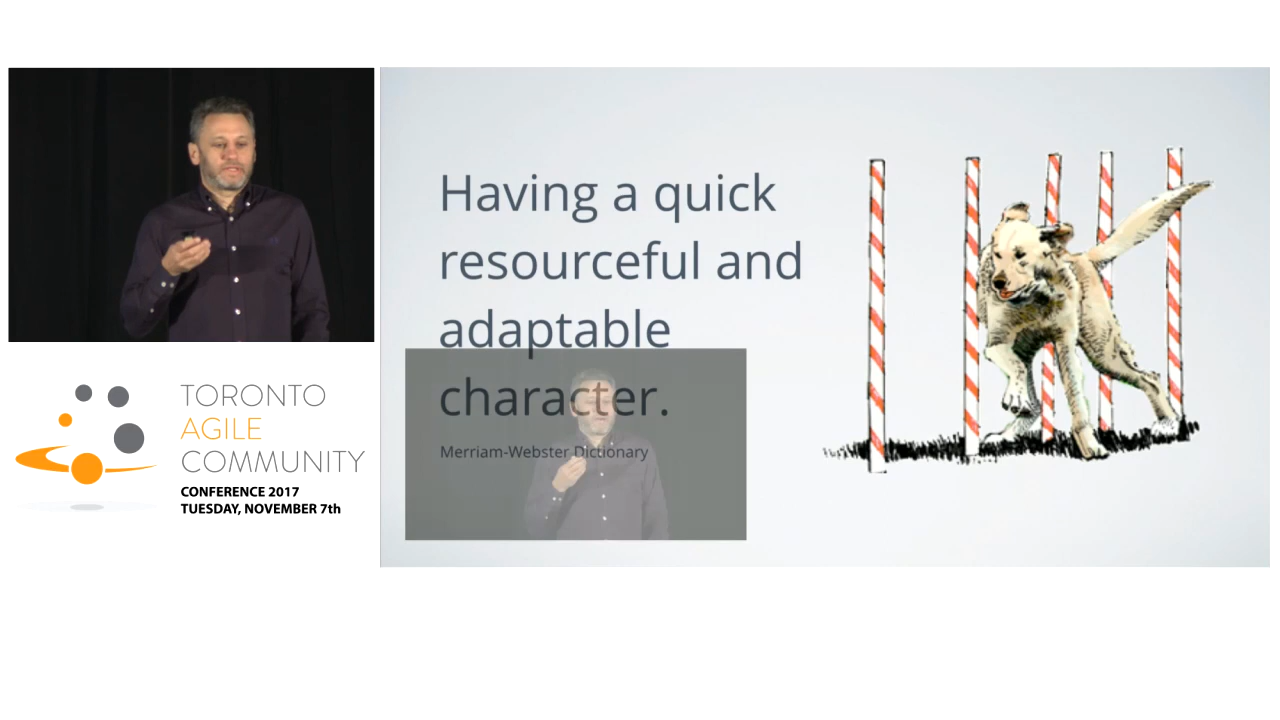 Having a quick
resourceful and
adaptable
character.
Merriam-Webster Dictionary
TORONTO
AGILE
COMMUNITY
CONFERENCE 2017
TUESDAY, NOVEMBER 7th